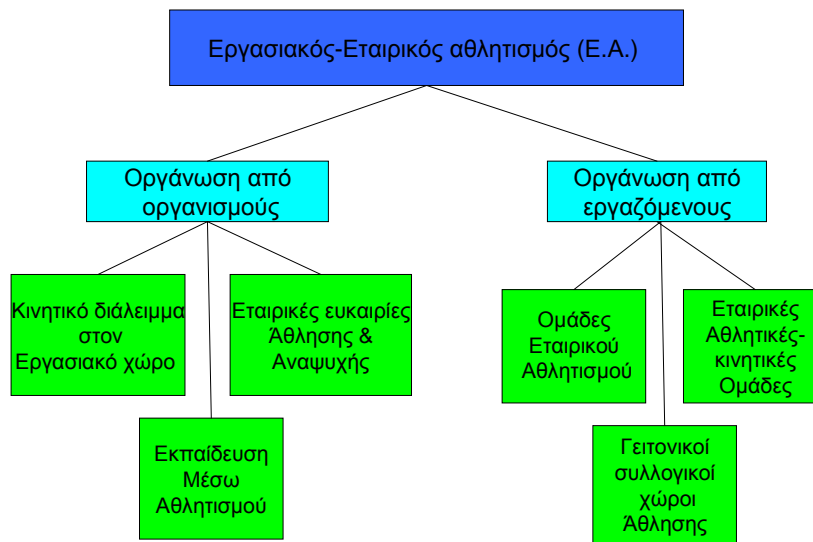 Εργασιακός-Εταιρικός αθλητισμός (Ε.Α.)
Οργάνωση από
οργανισμούς
Οργάνωση από
εργαζόμενους
Κινητικό διάλειμμα
στον
Εργασιακό χώρο
Εταιρικές ευκαιρίες
Άθλησης &
Αναψυχής
Ομάδες
Εταιρικού
Αθλητισμού
Εταιρικές
Αθλητικές-
κινητικές
Ομάδες
Εκπαίδευση
Μέσω
Αθλητισμού
Γειτονικοί
συλλογικοί
χώροι
Άθλησης